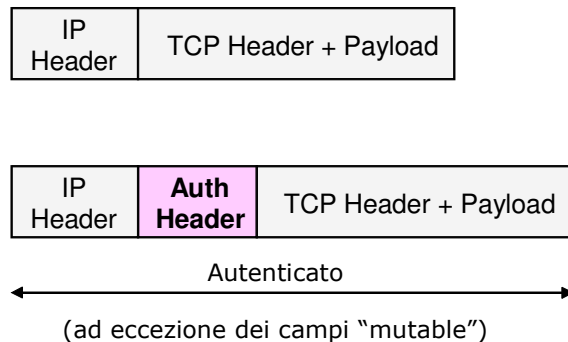 IP
Header
TCP Header + Payload
IP
Header
Auth
Header
TCP Header + Payload
Autenticato
(ad eccezione dei campi “mutable”)